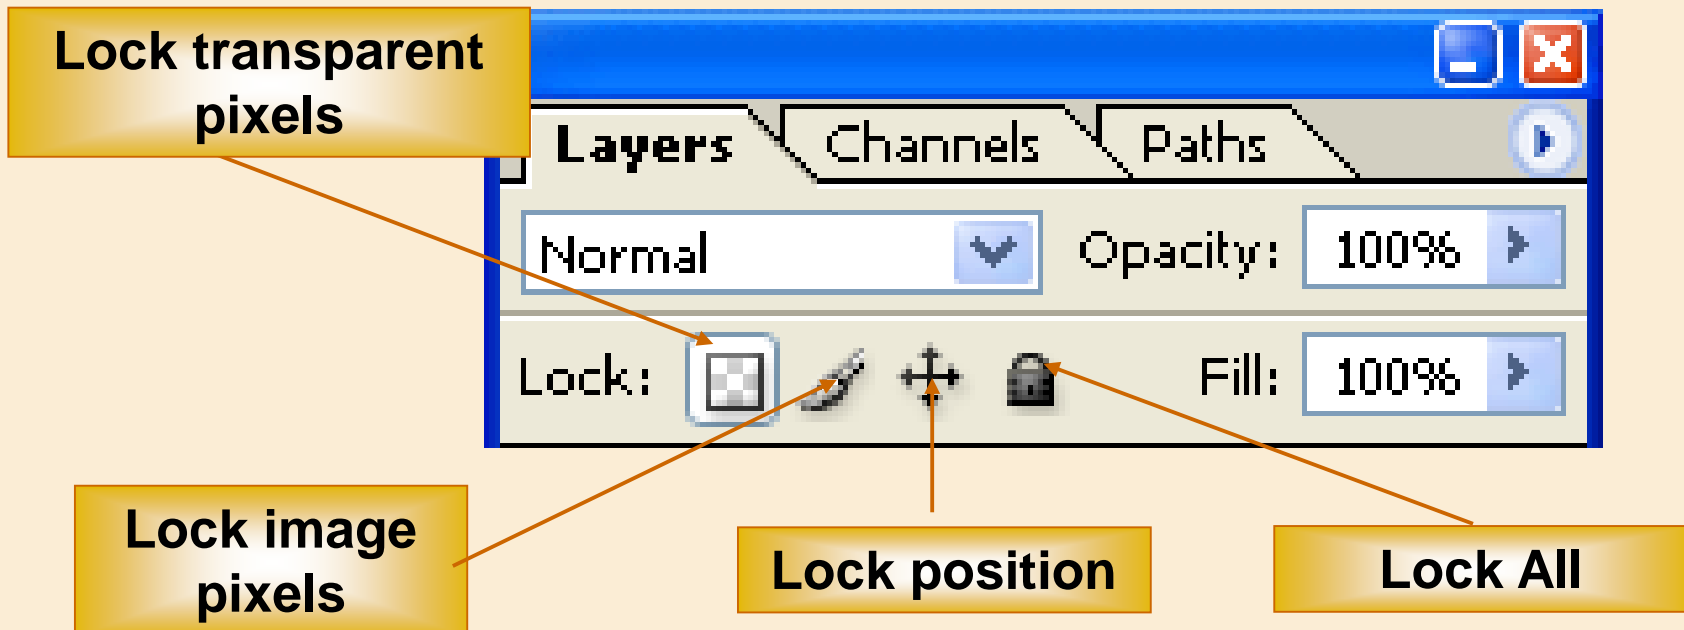 Lock transparent
pixels
Layers Channels Paths
Normal Opacity: 100%
Lock: Fill: 100%
Lock image
pixels
Lock position
Lock All